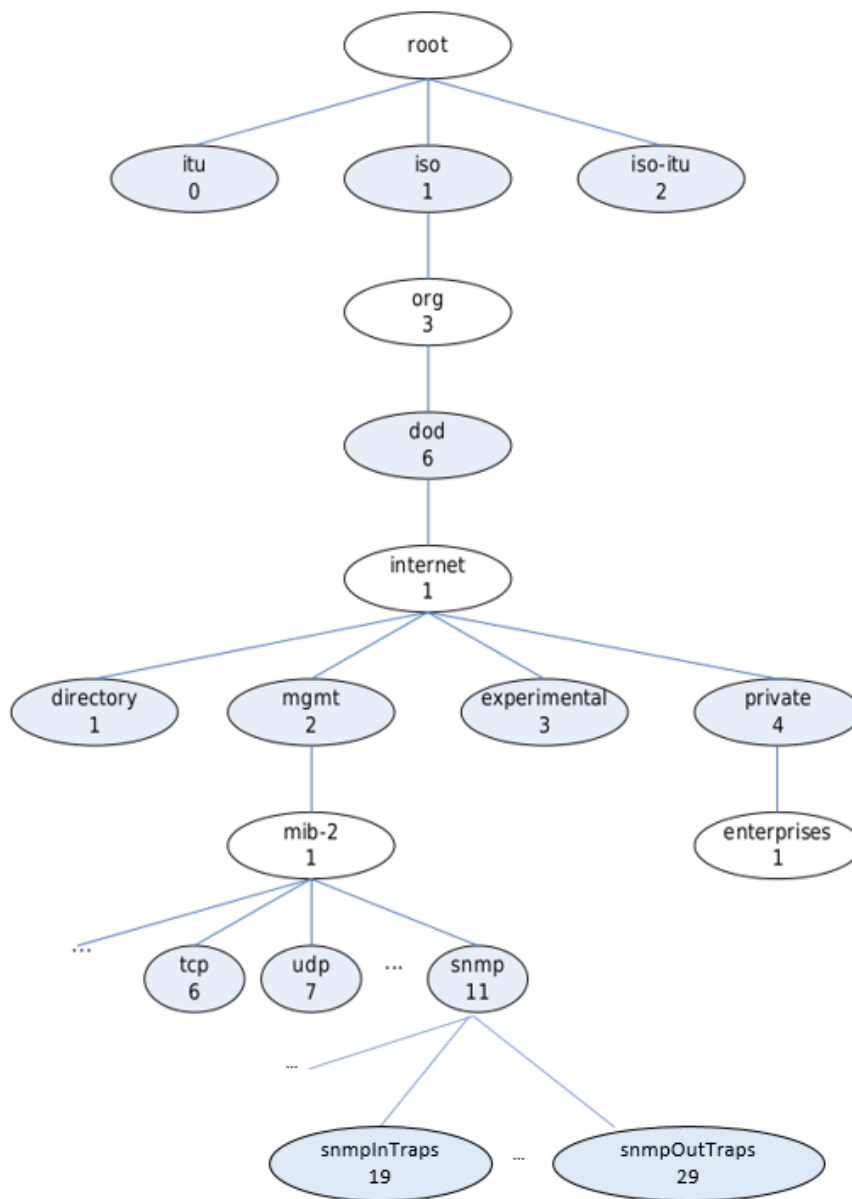 root
itu
0
iso
1
iso-itu
2
org
3
dod
6
internet
1
directory
1
mgmt
2
experimental
3
private
4
mib-2
1
enterprises
1
...
tcp
6
udp
7
...
snmp
11
...
snmpInTraps
19
...
snmpOutTraps
29